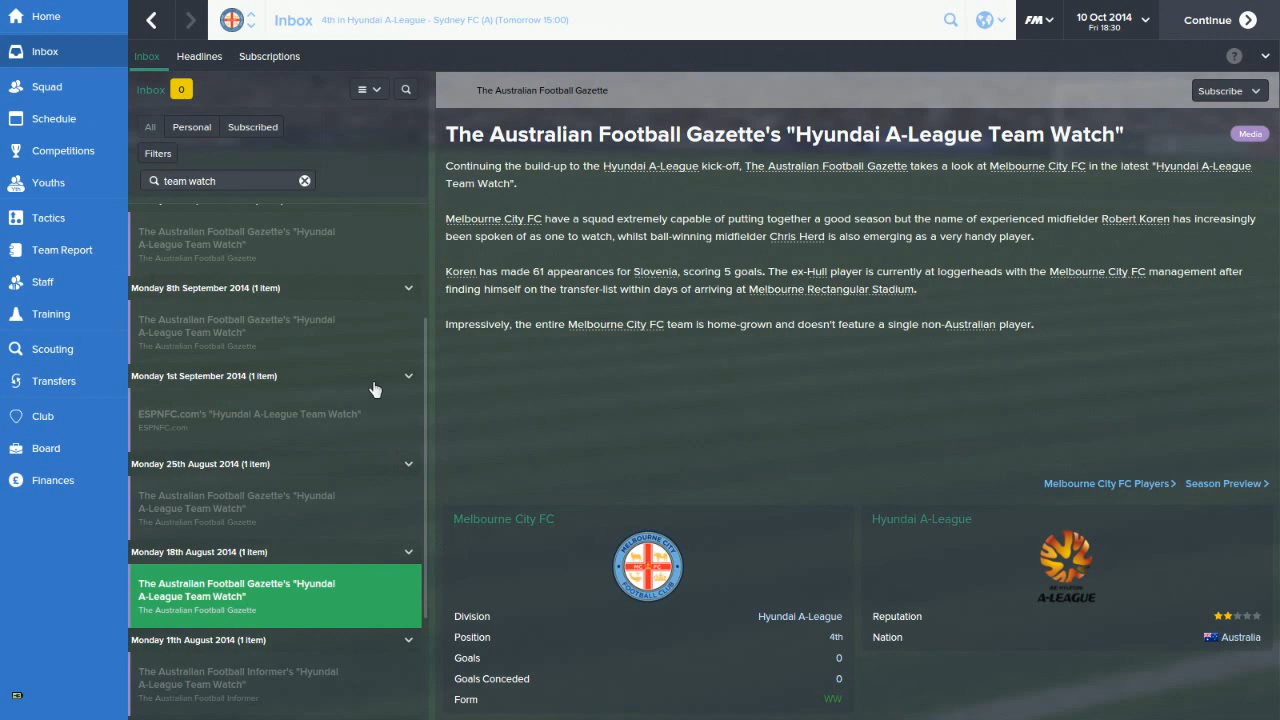 Home
Inbox
Squad
Schedule
Competitions
Youths
Tactics
Team Report
Staff
Training
Scouting
Transfers
Club
Board
Finances
Inbox 4th in Hyundai A-League - Sydney FC (A) (Tomorrow 15:00)
FM
10 Oct 2014
Fri 18:30
Continue
Inbox Headlines Subscriptions
?
Inbox 0
All Personal Subscribed
Filters
team watch
The Australian Football Gazette's "Hyundai
A-League Team Watch"
The Australian Football Gazette
Monday 8th September 2014 (1 item)
The Australian Football Gazette's "Hyundai
A-League Team Watch"
The Australian Football Gazette
Monday 1st September 2014 (1 item)
ESPNFC.com's "Hyundai A-League Team Watch"
ESPNFC.com
Monday 25th August 2014 (1 item)
The Australian Football Gazette's "Hyundai
A-League Team Watch"
The Australian Football Gazette
Monday 18th August 2014 (1 item)
The Australian Football Gazette's "Hyundai
A-League Team Watch"
The Australian Football Gazette
Monday 11th August 2014 (1 item)
The Australian Football Informer's "Hyundai
A-League Team Watch"
The Australian Football Informer
The Australian Football Gazette
Subscribe
The Australian Football Gazette's "Hyundai A-League Team Watch"
Media
Continuing the build-up to the Hyundai A-League kick-off, The Australian Football Gazette takes a look at Melbourne City FC in the latest "Hyundai A-League
Team Watch".
Melbourne City FC have a squad extremely capable of putting together a good season but the name of experienced midfielder Robert Koren has increasingly
been spoken of as one to watch, whilst ball-winning midfielder Chris Herd is also emerging as a very handy player.
Koren has made 61 appearances for Slovenia, scoring 5 goals. The ex-Hull player is currently at loggerheads with the Melbourne City FC management after
finding himself on the transfer-list within days of arriving at Melbourne Rectangular Stadium.
Impressively, the entire Melbourne City FC team is home-grown and doesn't feature a single non-Australian player.
Melbourne City FC Players Season Preview
Melbourne City FC
MELBOURNE CITY
FOOTBALL CLUB
Division Hyundai A-League
Position 4th
Goals 0
Goals Conceded 0
Form WW
Hyundai A-League
A-LEAGUE
Reputation
Nation Australia